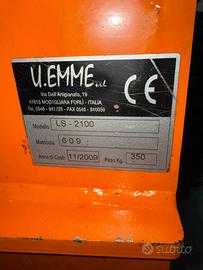 U.EMME srl
Via Dell'Artigianato, 19
47015 MODIGLIANA FORLI' - ITALIA
Tel. 0546 - 941725 - FAX 0546 - 940050
CE
Modello LS-2100
Matricola 609
Anno di Costr. 11/2009 Peso Kg. 350
subito